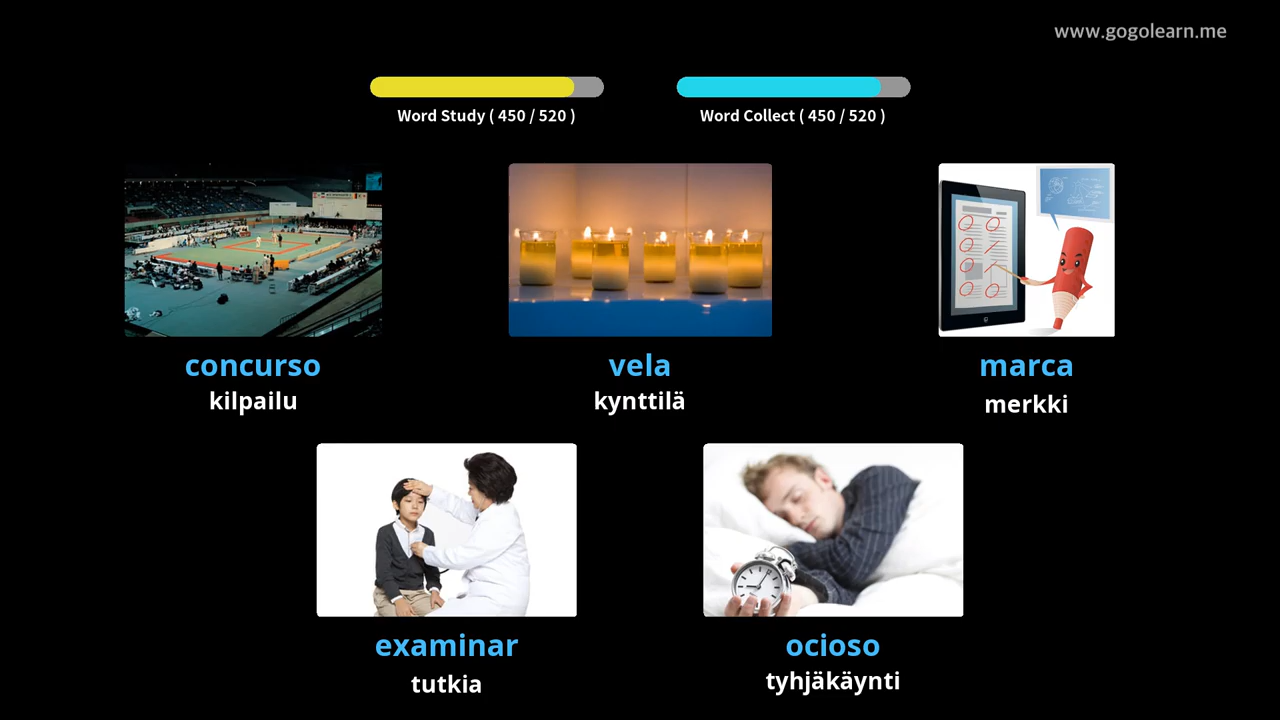 www.gogolearn.me
Word Study ( 450 / 520 )
Word Collect ( 450 / 520 )
concurso
kilpailu
vela
kynttilä
marca
merkki
examinar
tutkia
ocioso
tyhjäkäynti